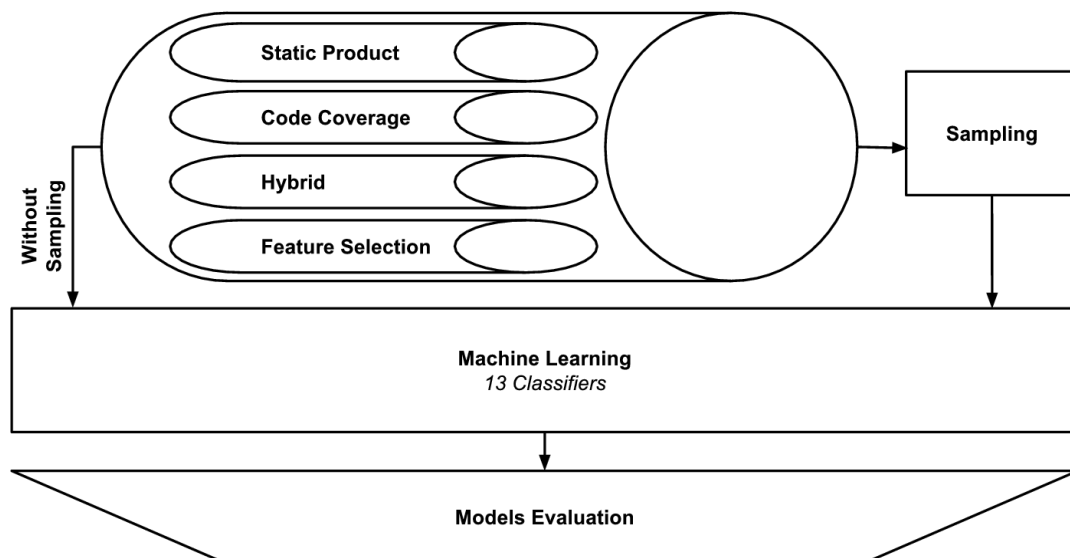 Static Product
Code Coverage
Sampling
Hybrid
Without
Sampling
Feature Selection
Machine Learning
13 Classifiers
Models Evaluation